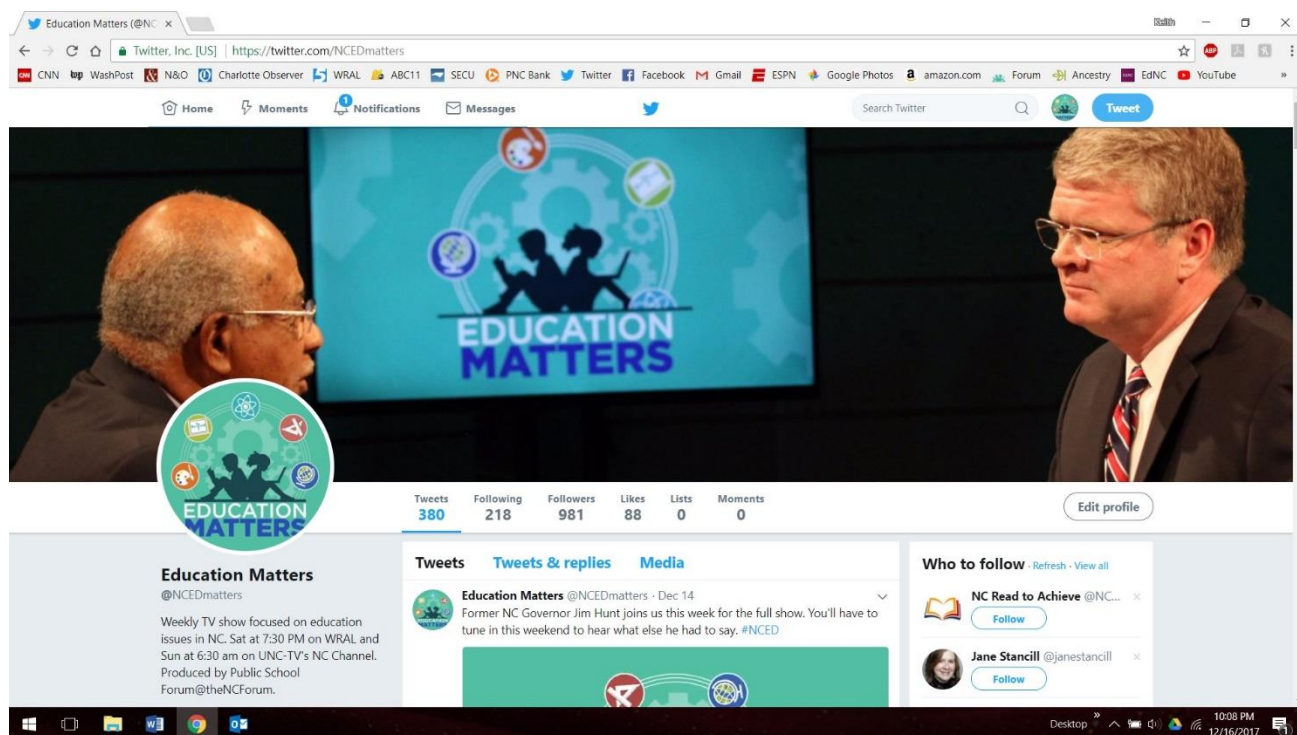 Education Matters (@NC
Keith
Twitter, Inc. [US] | https://twitter.com/NCEDmatters
ABP
CNN WashPost N&O Charlotte Observer WRAL ABC11 SECU PNC Bank Twitter Facebook Gmail ESPN Google Photos amazon.com Forum Ancestry EdNC YouTube »
Home Moments 1 Notifications Messages Search Twitter Tweet
EDUCATION
MATTERS
EDUCATION
MATTERS
Tweets Following Followers Likes Lists Moments
380 218 981 88 0 0
Edit profile
Education Matters
@NCEDmatters
Weekly TV show focused on education
issues in NC. Sat at 7:30 PM on WRAL and
Sun at 6:30 am on UNC-TV's NC Channel.
Produced by Public School
Forum@theNCForum.
Tweets Tweets & replies Media
Education Matters @NCEDmatters · Dec 14
Former NC Governor Jim Hunt joins us this week for the full show. You'll have to
tune in this weekend to hear what else he had to say. #NCED
Who to follow · Refresh · View all
NC Read to Achieve @NC...
Follow
Jane Stancill @janestancill
Follow
Desktop » 10:08 PM
12/16/2017